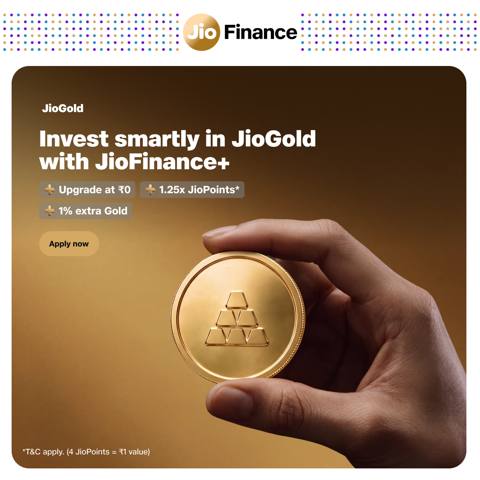 Jio Finance
JioGold
Invest smartly in JioGold
with JioFinance+
Upgrade at ₹0
1.25x JioPoints*
1% extra Gold
Apply now
*T&C apply. (4 JioPoints = ₹1 value)